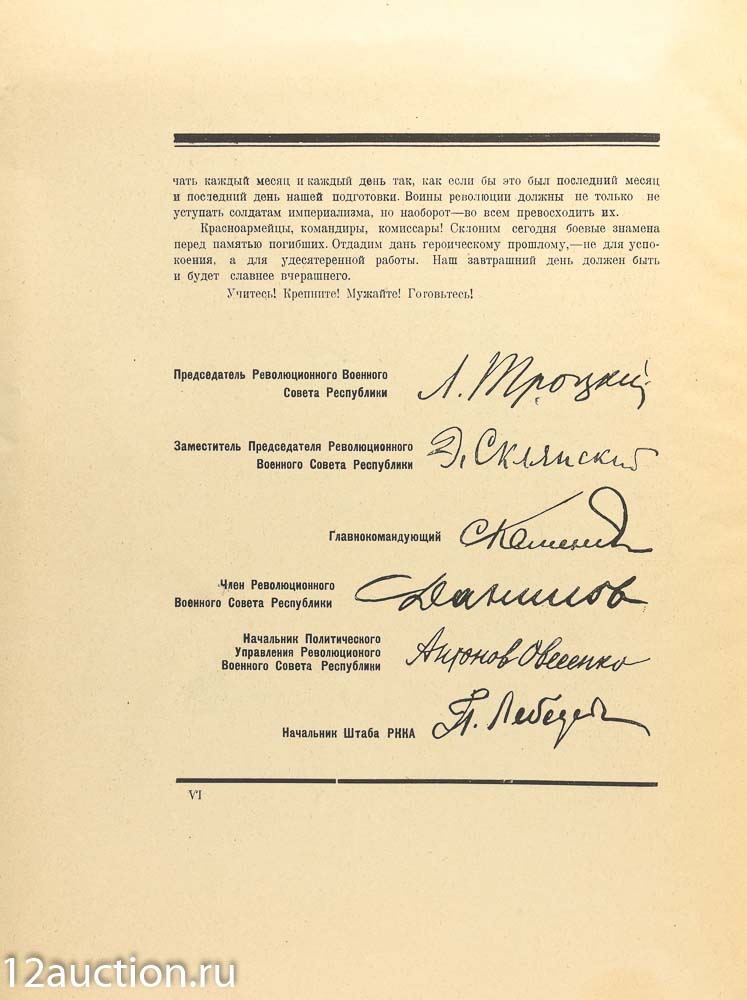 чать каждый месяц и каждый день так, как если бы это был последний месяц
и последний день нашей подготовки. Воины революции должны не только не
уступать солдатам империализма, но наоборот—во всем превосходить их.
Красноармейцы, командиры, комиссары! Склоним сегодня боевые знамена
перед памятью погибших. Отдадим дань героическому прошлому,—не для успо-
коения, а для удесятеренной работы. Наш завтрашний день должен быть
и будет славнее вчерашнего.
Учитесь! Крепните! Мужайте! Готовьтесь!
Председатель Революционного Военного
Совета Республики
Л. Троцкий
Заместитель Председателя Революционного
Военного Совета Республики
Э. Склянский
Главнокомандующий
С Каменев
Член Революционного
Военного Совета Республики
Данилов
Начальник Политического
Управления Революционого
Военного Совета Республики
Антонов Овсеенко
Начальник Штаба РККА
П. Лебедев
VI
12auction.ru